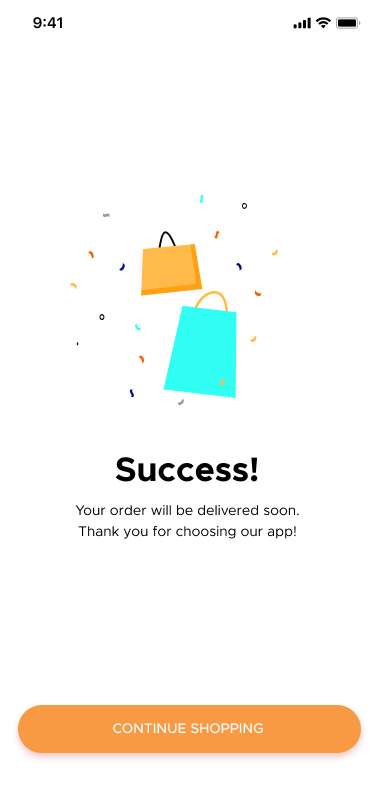 9:41
Success!
Your order will be delivered soon.
Thank you for choosing our app!
CONTINUE SHOPPING